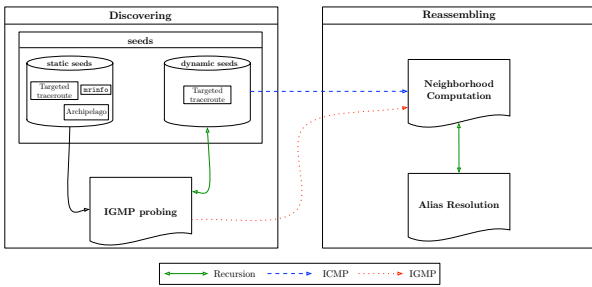 Discovering
Reassembling
seeds
static seeds
dynamic seeds
Targeted
traceroute
mrinfo
Archipelago
Targeted
traceroute
Neighborhood
Computation
IGMP probing
Alias Resolution
Recursion
ICMP
IGMP